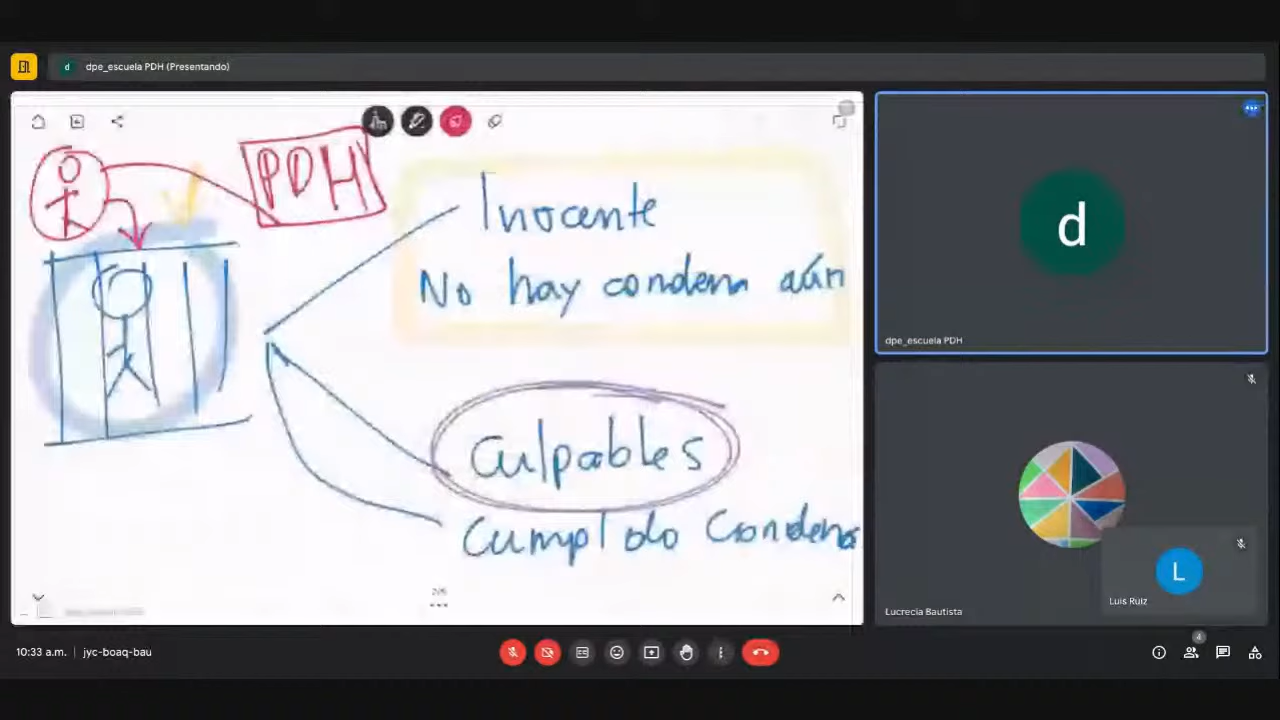 dpe_escuela PDH (Presentando)
PDH
Inocente
No hay condena aún
Culpables
Cumplido Condena
d
dpe_escuela PDH
Lucrecia Bautista
L
Luis Ruiz
10:33 a.m. | jyc-boaq-bau
4